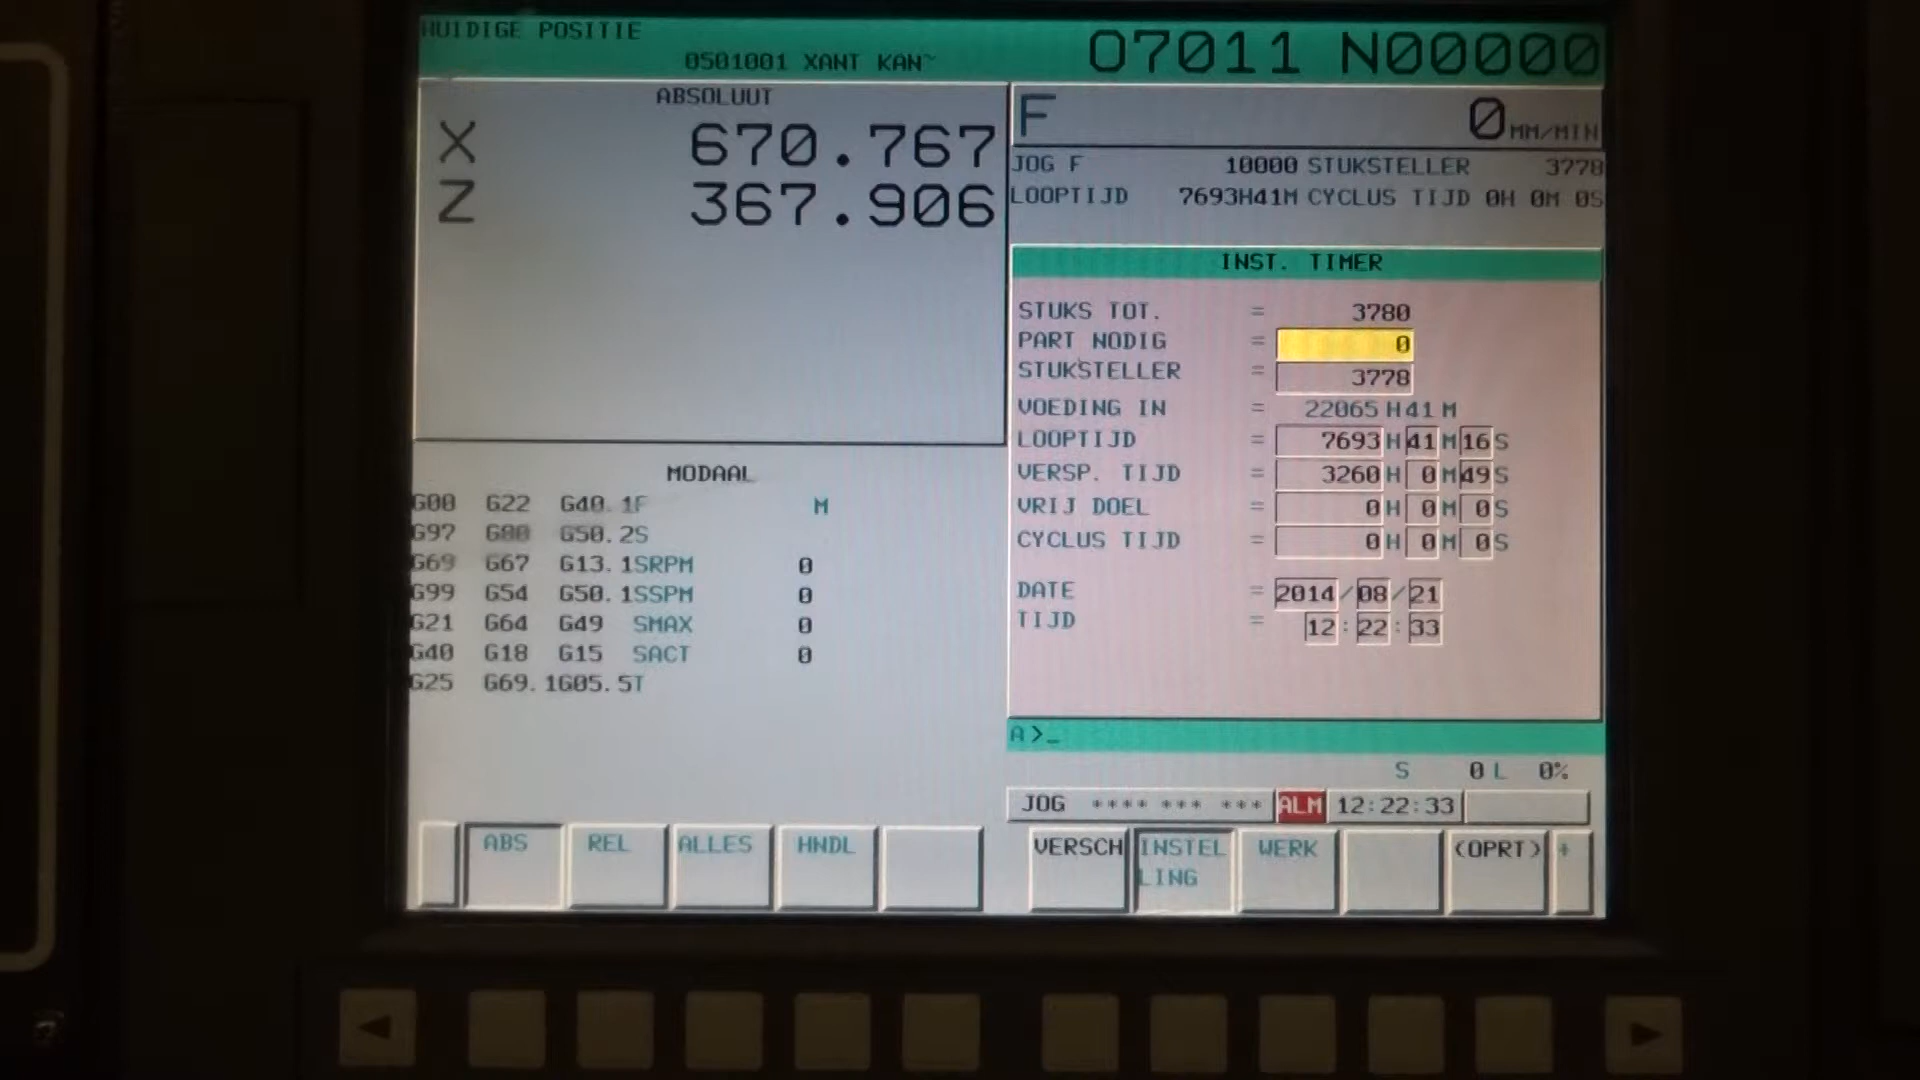 HUIDIGE POSITIE
0501001 XANT KAN~
O7011 N00000
ABSOLUUT
X 670.767
Z 367.906
F 0 MM/MIN
JOG F 10000 STUKSTELLER 3778
LOOPTIJD 7693H41M CYCLUS TIJD 0H 0M 0S
INST. TIMER
STUKS TOT. = 3780
PART NODIG = 0
STUKSTELLER = 3778
VOEDING IN = 22065 H 41 M
LOOPTIJD = 7693 H 41 M 16 S
VERSP. TIJD = 3260 H 0 M 49 S
VRIJ DOEL = 0 H 0 M 0 S
CYCLUS TIJD = 0 H 0 M 0 S
DATE = 2014/08/21
TIJD = 12:22:33
MODAAL
G00 G22 G40.1F M
G97 G80 G50.2S
G69 G67 G13.1SRPM 0
G99 G54 G50.1SSPM 0
G21 G64 G49 SMAX 0
G40 G18 G15 SACT 0
G25 G69.1G05.5T
A>_
S 0 L 0%
JOG **** *** *** ALM 12:22:33
ABS REL ALLES HNDL
VERSCH INSTEL WERK (OPRT) +
LING